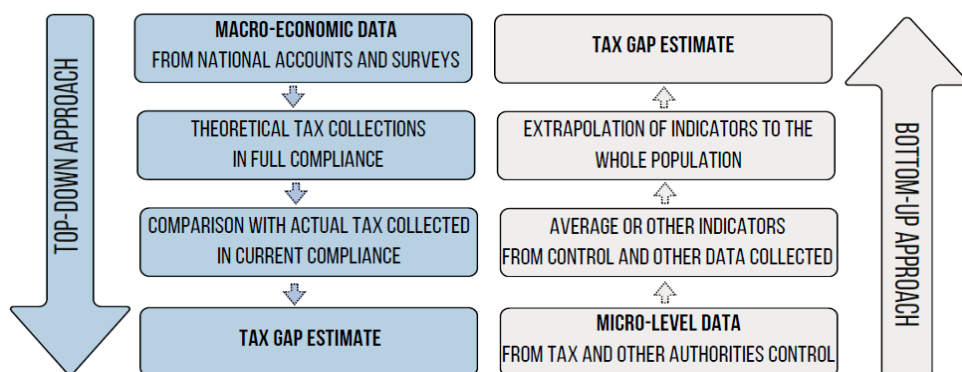 TOP-DOWN APPROACH
MACRO-ECONOMIC DATA
FROM NATIONAL ACCOUNTS AND SURVEYS
THEORETICAL TAX COLLECTIONS
IN FULL COMPLIANCE
COMPARISON WITH ACTUAL TAX COLLECTED
IN CURRENT COMPLIANCE
TAX GAP ESTIMATE
TAX GAP ESTIMATE
EXTRAPOLATION OF INDICATORS TO THE
WHOLE POPULATION
AVERAGE OR OTHER INDICATORS
FROM CONTROL AND OTHER DATA COLLECTED
MICRO-LEVEL DATA
FROM TAX AND OTHER AUTHORITIES CONTROL
BOTTOM-UP APPROACH